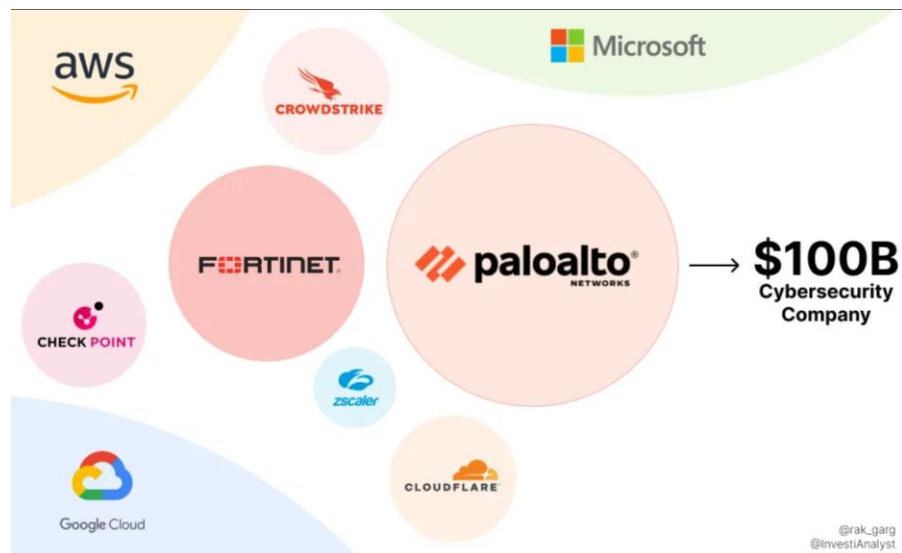 aws
Microsoft
CROWDSTRIKE
FORTINET®
paloalto®
NETWORKS
$100B
Cybersecurity
Company
CHECK POINT
zscaler
CLOUDFLARE
Google Cloud
@rak_garg
@InvestiAnalyst